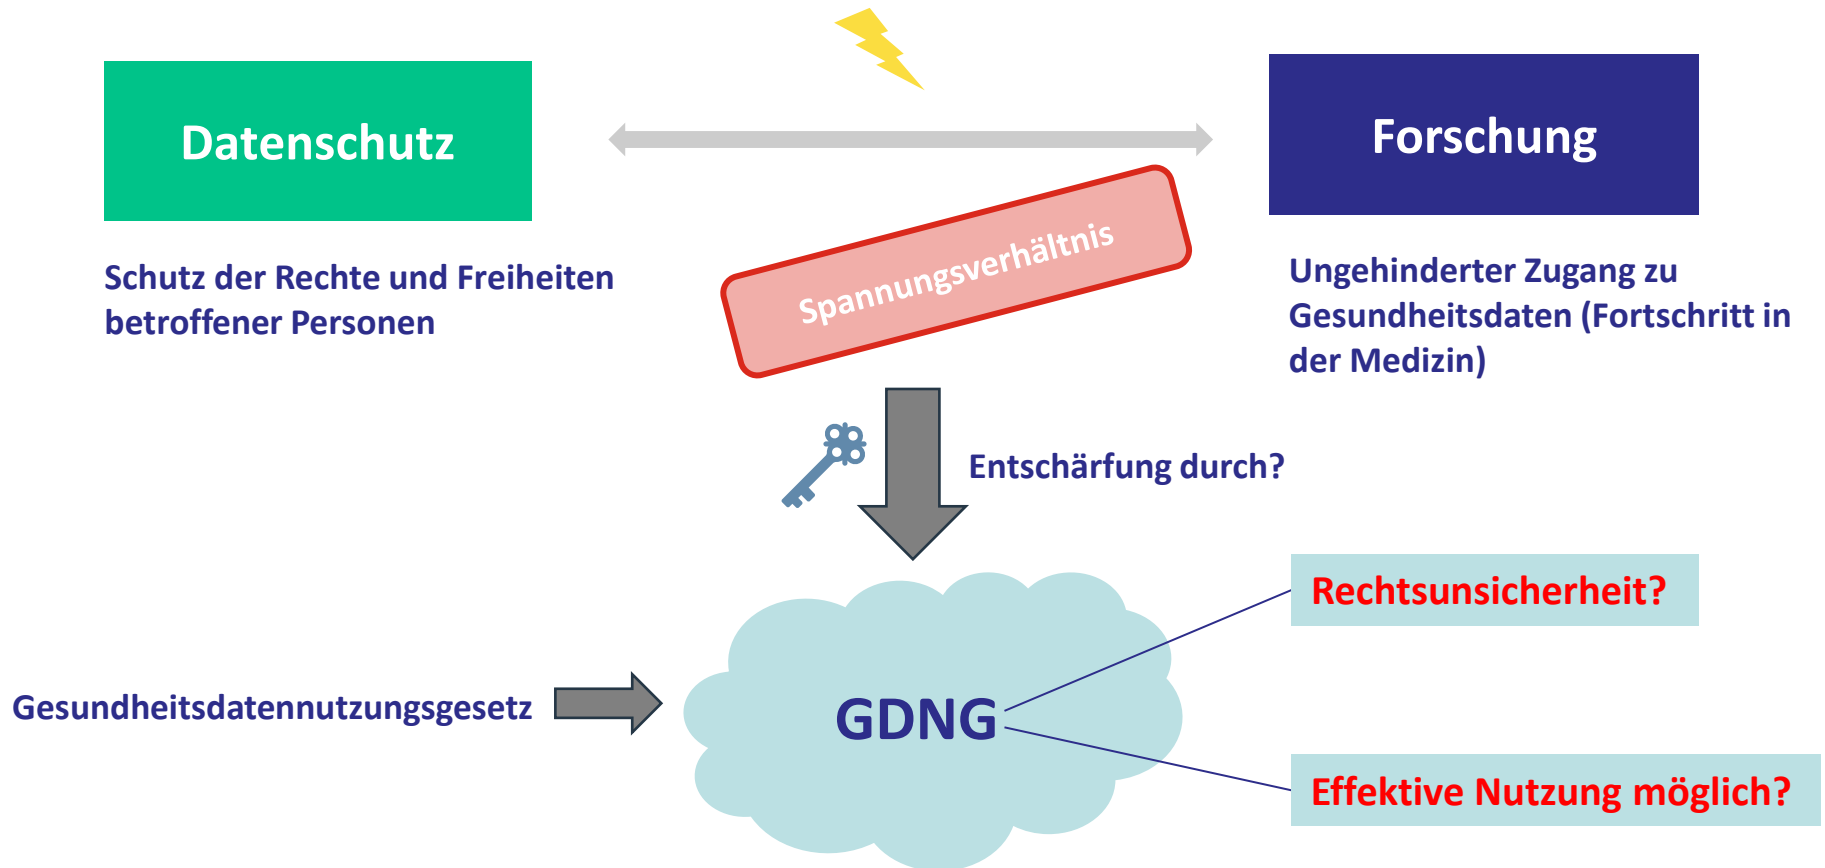 Datenschutz
Forschung
Schutz der Rechte und Freiheiten
betroffener Personen
Spannungsverhältnis
Ungehinderter Zugang zu
Gesundheitsdaten (Fortschritt in
der Medizin)
Entschärfung durch?
Rechtsunsicherheit?
Gesundheitsdatennutzungsgesetz
GDNG
Effektive Nutzung möglich?